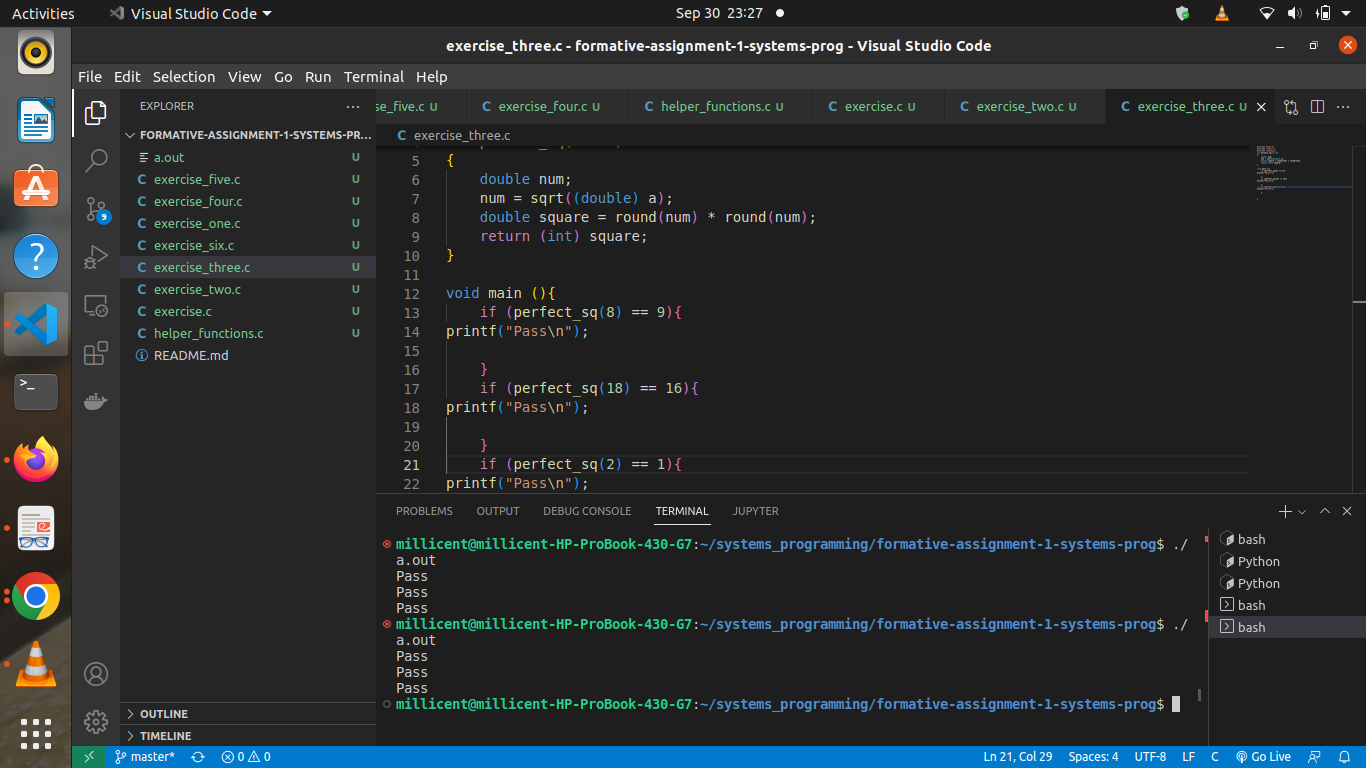 Activities
Visual Studio Code
Sep 30 23:27
exercise_three.c - formative-assignment-1-systems-prog - Visual Studio Code
File Edit Selection View Go Run Terminal Help
EXPLORER
se_five.c U
exercise_four.c U
helper_functions.c U
exercise.c U
exercise_two.c U
exercise_three.c U
FORMATIVE-ASSIGNMENT-1-SYSTEMS-PR...
a.out U
exercise_five.c U
exercise_four.c U
exercise_one.c U
exercise_six.c U
exercise_three.c U
exercise_two.c U
exercise.c U
helper_functions.c U
README.md
9
OUTLINE
TIMELINE
C exercise_three.c
5 {
6 double num;
7 num = sqrt((double) a);
8 double square = round(num) * round(num);
9 return (int) square;
10 }
11
12 void main (){
13 if (perfect_sq(8) == 9){
14 printf("Pass\n");
15
16 }
17 if (perfect_sq(18) == 16){
18 printf("Pass\n");
19
20 }
21 if (perfect_sq(2) == 1){
22 printf("Pass\n");
PROBLEMS OUTPUT DEBUG CONSOLE TERMINAL JUPYTER
millicent@millicent-HP-ProBook-430-G7:~/systems_programming/formative-assignment-1-systems-prog$ ./
a.out
Pass
Pass
Pass
millicent@millicent-HP-ProBook-430-G7:~/systems_programming/formative-assignment-1-systems-prog$ ./
a.out
Pass
Pass
Pass
millicent@millicent-HP-ProBook-430-G7:~/systems_programming/formative-assignment-1-systems-prog$
bash
Python
Python
bash
bash
master* 0 0
Ln 21, Col 29 Spaces: 4 UTF-8 LF C Go Live